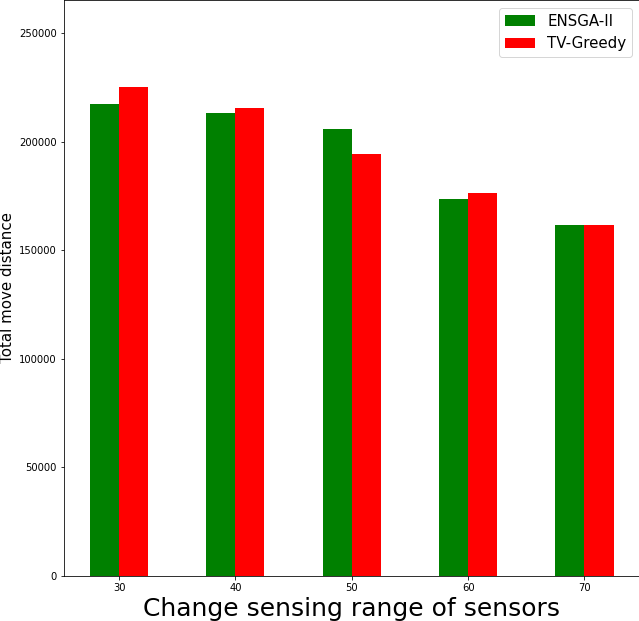 ENSGA-II
TV-Greedy
250000
200000
150000
100000
50000
0
Total move distance
30 40 50 60 70
Change sensing range of sensors